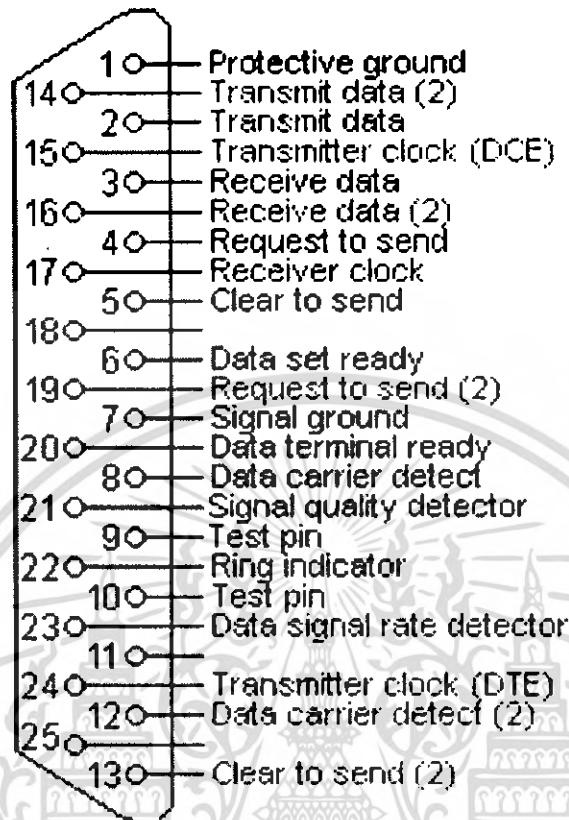 1 Protective ground
14 Transmit data (2)
2 Transmit data
15 Transmitter clock (DCE)
3 Receive data
16 Receive data (2)
4 Request to send
17 Receiver clock
5 Clear to send
18
6 Data set ready
19 Request to send (2)
7 Signal ground
20 Data terminal ready
8 Data carrier detect
21 Signal quality detector
9 Test pin
22 Ring indicator
10 Test pin
23 Data signal rate detector
11
24 Transmitter clock (DTE)
12 Data carrier detect (2)
25
13 Clear to send (2)